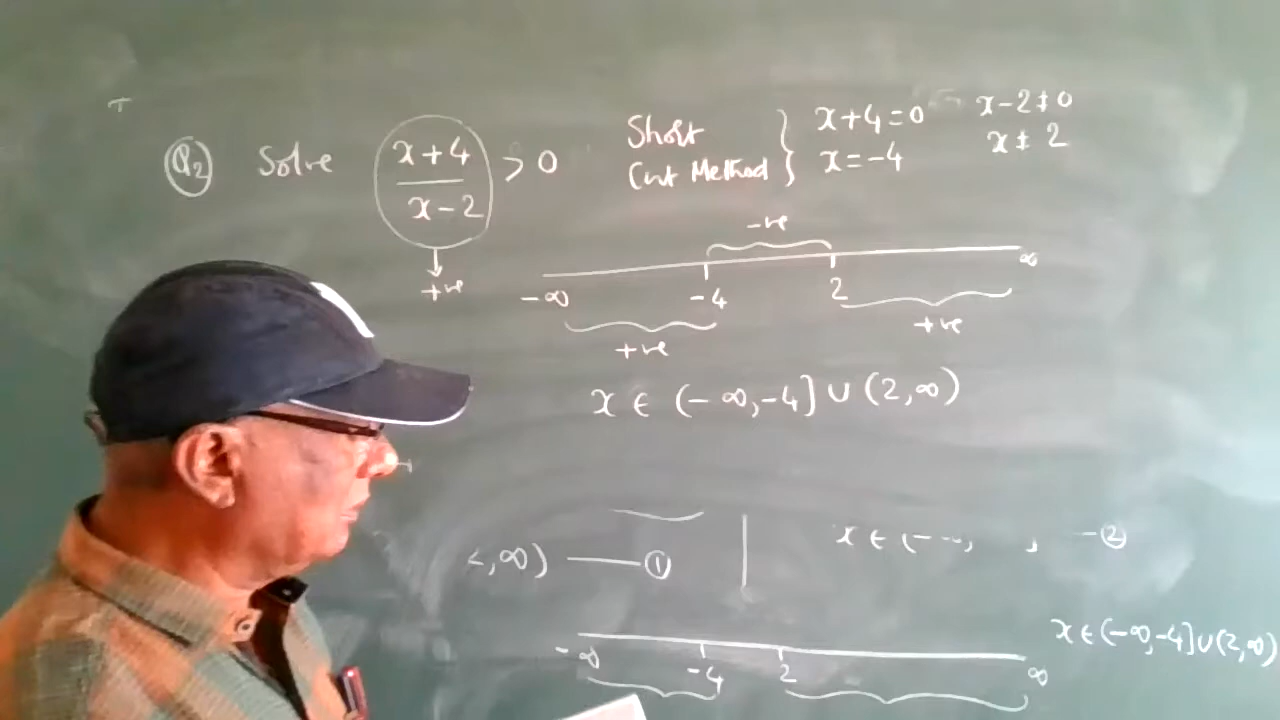 Q2 Solve x+4/x-2 > 0
+ve
Short Cut Method } x+4=0 x-2≠0
x=-4 x≠2
-ve
-∞ -4 2 ∞
+ve +ve
x ∈ (-∞,-4] ∪ (2,∞)
,∞) —— ①
x ∈ (-∞, , -②
-∞ -4 2 ∞
x ∈ (-∞,-4] ∪ (2,∞)